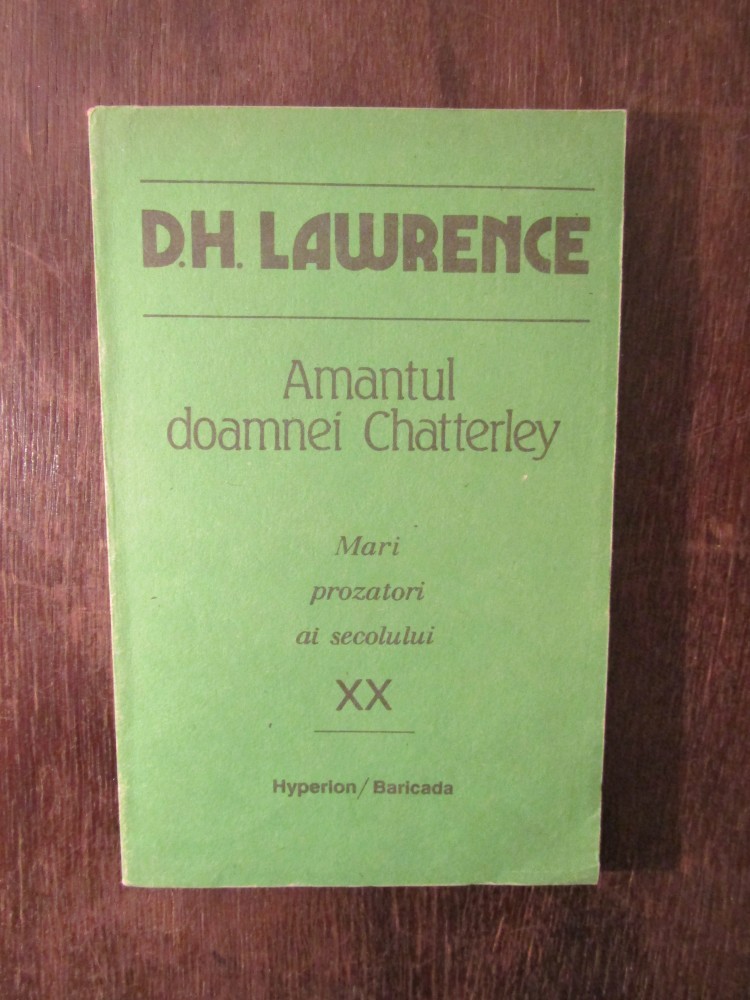 D.H. LAWRENCE
Amantul
doamnei Chatterley
Mari
prozatori
ai secolului
XX
Hyperion/Baricada